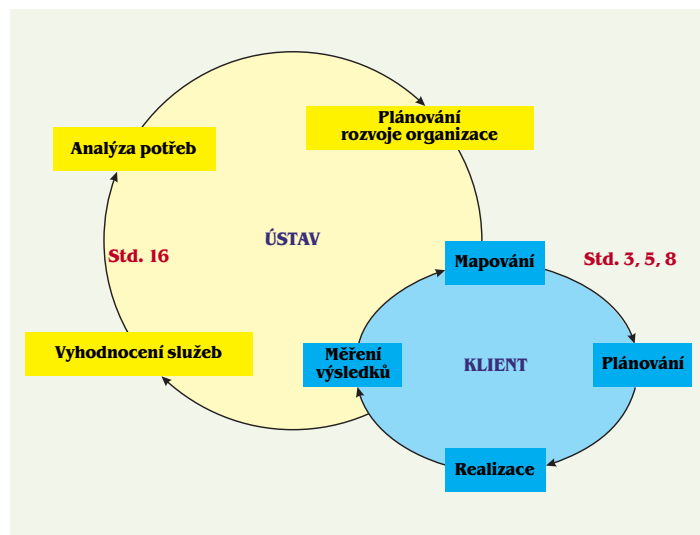 Plánování
rozvoje organizace
Analýza potřeb
ÚSTAV
Std. 16
Mapování
Std. 3, 5, 8
Vyhodnocení služeb
Měření
výsledků
KLIENT
Plánování
Realizace